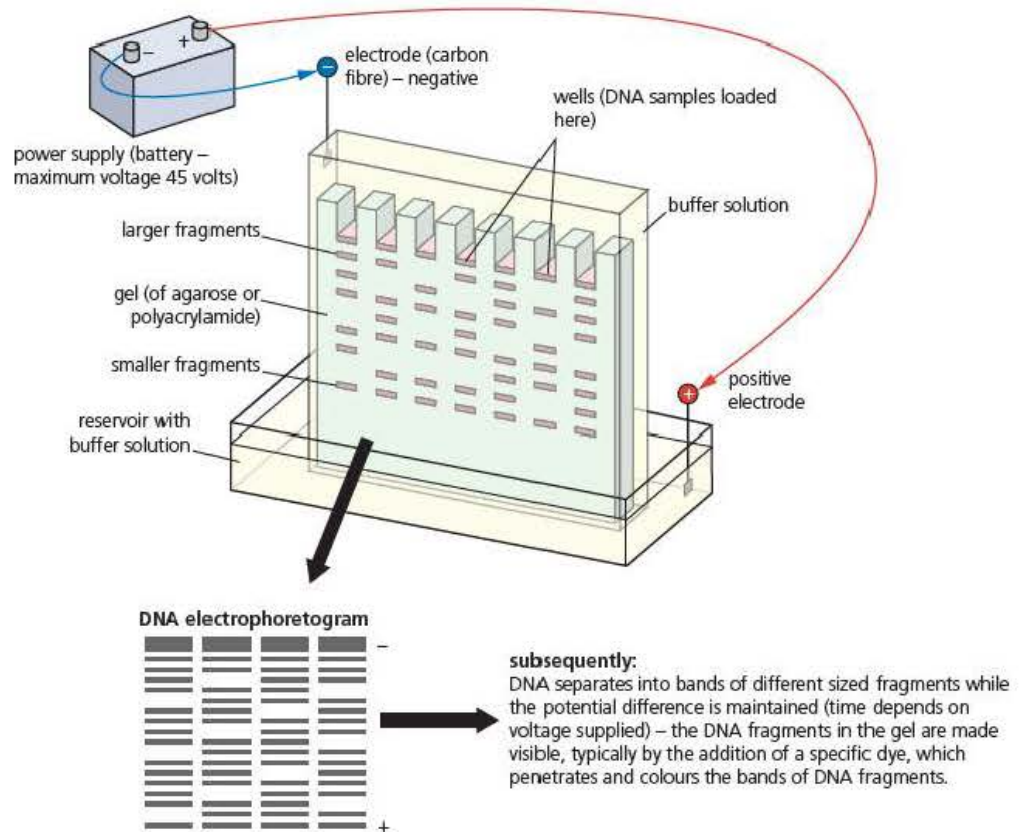 −
+
−
electrode (carbon
fibre) – negative
wells (DNA samples loaded
here)
power supply (battery –
maximum voltage 45 volts)
buffer solution
larger fragments
gel (of agarose or
polyacrylamide)
smaller fragments
+
positive
electrode
reservoir with
buffer solution
DNA electrophoretogram
−
subsequently:
DNA separates into bands of different sized fragments while
the potential difference is maintained (time depends on
voltage supplied) – the DNA fragments in the gel are made
visible, typically by the addition of a specific dye, which
penetrates and colours the bands of DNA fragments.
+